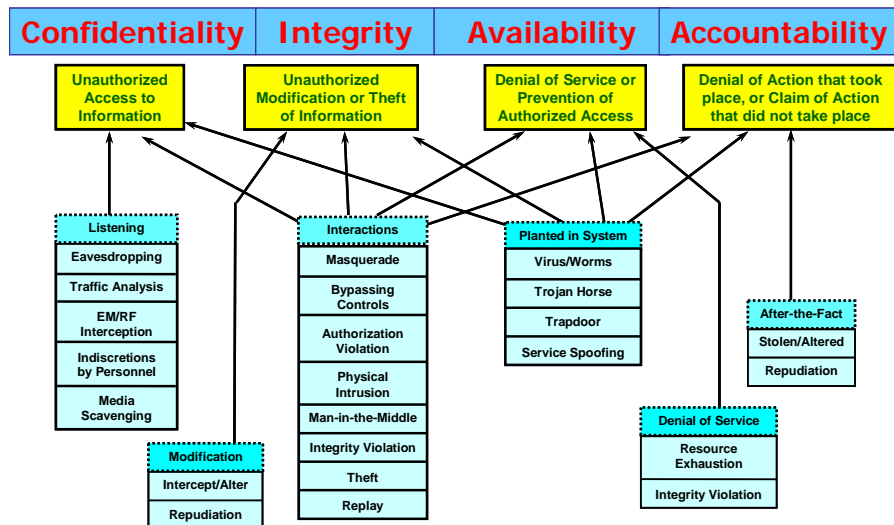 Confidentiality Integrity Availability Accountability
Unauthorized
Access to
Information
Unauthorized
Modification or Theft
of Information
Denial of Service or
Prevention of
Authorized Access
Denial of Action that took
place, or Claim of Action
that did not take place
Listening
Eavesdropping
Traffic Analysis
EM/RF
Interception
Indiscretions
by Personnel
Media
Scavenging
Modification
Intercept/Alter
Repudiation
Interactions
Masquerade
Bypassing
Controls
Authorization
Violation
Physical
Intrusion
Man-in-the-Middle
Integrity Violation
Theft
Replay
Planted in System
Virus/Worms
Trojan Horse
Trapdoor
Service Spoofing
Denial of Service
Resource
Exhaustion
Integrity Violation
After-the-Fact
Stolen/Altered
Repudiation